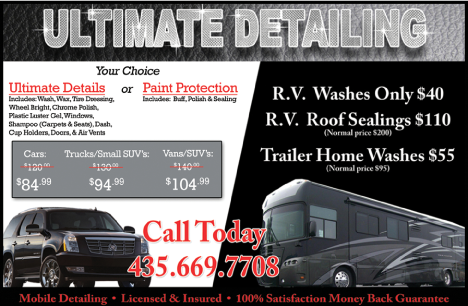 ULTIMATE DETAILING
Your Choice
Ultimate Details or Paint Protection
Includes: Wash, Wax, Tire Dressing,
Wheel Bright, Chrome Polish,
Plastic Luster Gel, Windows,
Shampoo (Carpets & Seats), Dash,
Cup Holders, Doors, & Air Vents
Includes: Buff, Polish & Sealing
Cars: Trucks/Small SUV's: Vans/SUV's:
$120.00 $130.00 $140.00
$84.99 $94.99 $104.99
R.V. Washes Only $40
R.V. Roof Sealings $110
(Normal price $200)
Trailer Home Washes $55
(Normal price $95)
Call Today
435.669.7708
Mobile Detailing • Licensed & Insured • 100% Satisfaction Money Back Guarantee